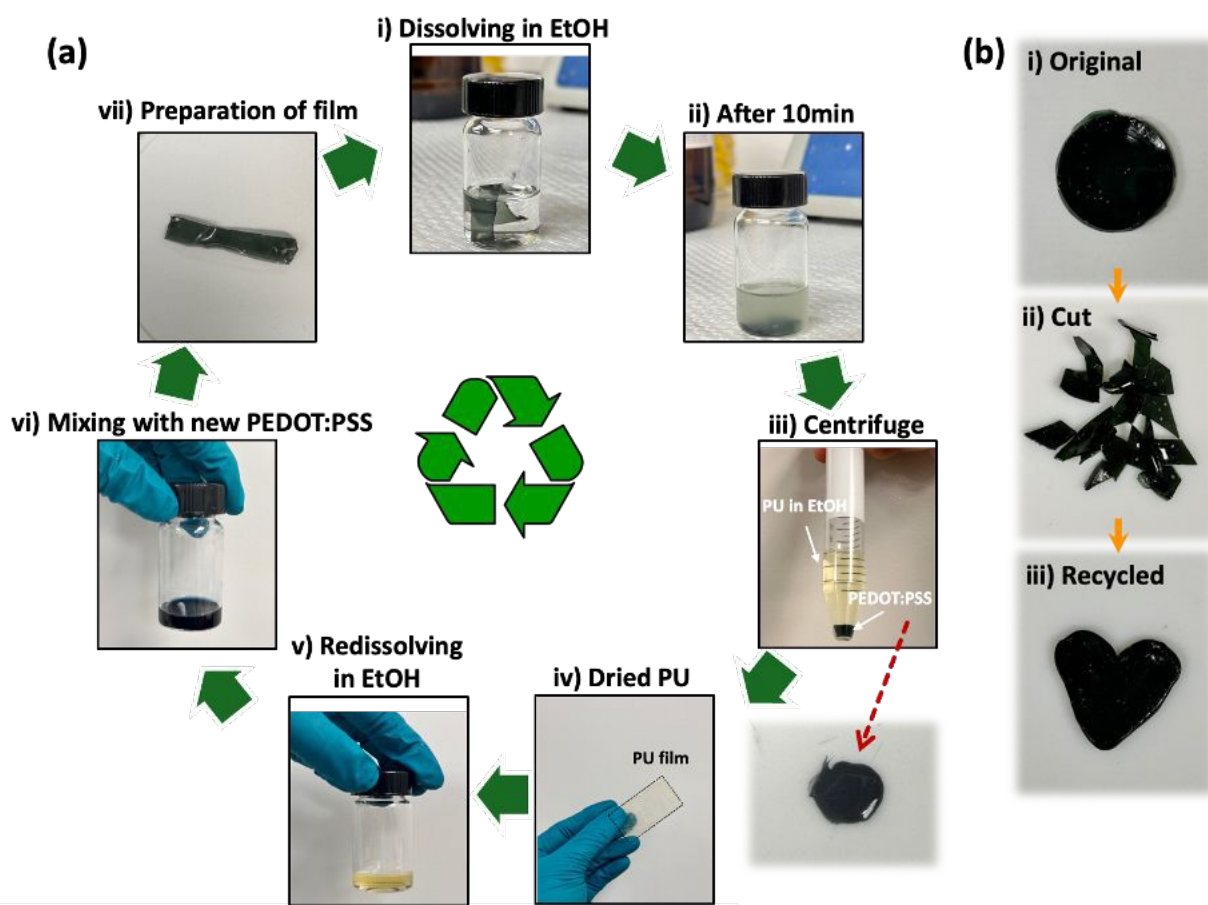 (a)
i) Dissolving in EtOH
ii) After 10min
iii) Centrifuge
PU in EtOH
PEDOT:PSS
iv) Dried PU
PU film
v) Redissolving
in EtOH
vi) Mixing with new PEDOT:PSS
vii) Preparation of film
(b)
i) Original
ii) Cut
iii) Recycled